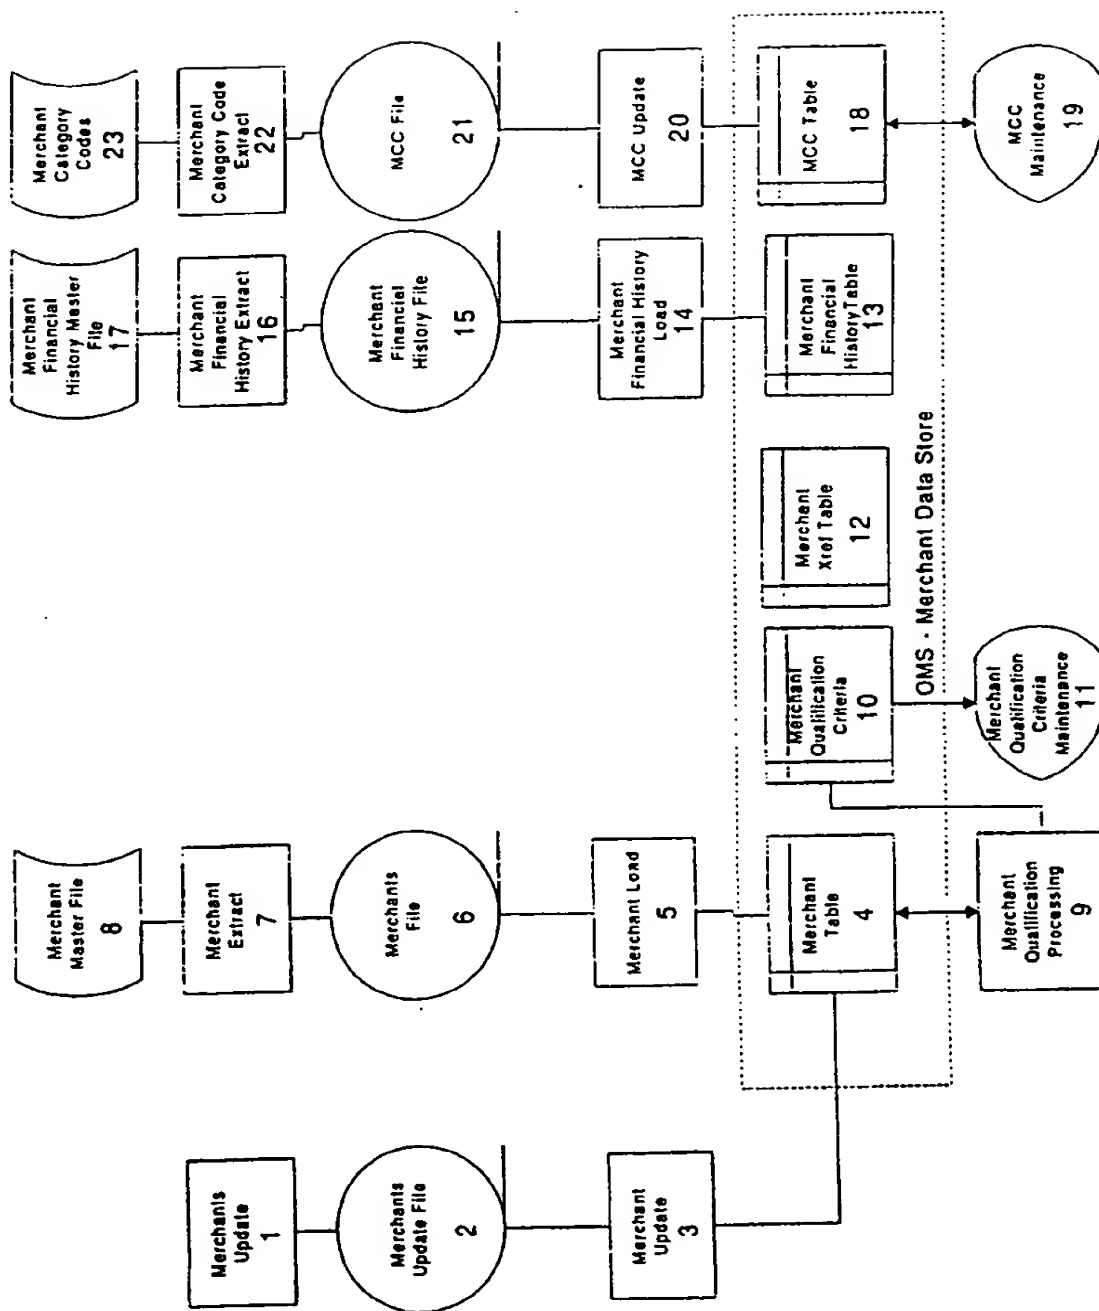 Merchants
Update
1
Merchants
Update File
2
Merchant
Update
3
Merchant
Master File
8
Merchant
Extract
7
Merchants
File
6
Merchant Load
5
Merchant
Table
4
Merchant
Qualification
Processing
9
Merchant
Qualification
Criteria
10
Merchant
Qualification
Criteria
Maintenance
11
Merchant
Xref Table
12
OMS - Merchant Data Store
Merchant
Financial
History Master
File
17
Merchant
Financial
History Extract
16
Merchant
Financial
History File
15
Merchant
Financial History
Load
14
Merchant
Financial
History Table
13
Merchant
Category
Codes
23
Merchant
Category Code
Extract
22
MCC File
21
MCC Update
20
MCC Table
18
MCC
Maintenance
19